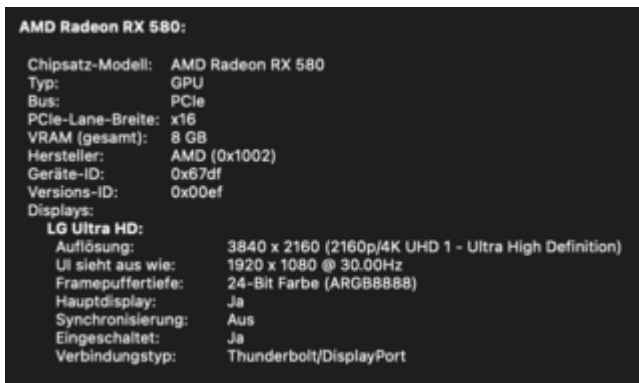 AMD Radeon RX 580:
Chipsatz-Modell: AMD Radeon RX 580
Typ: GPU
Bus: PCIe
PCIe-Lane-Breite: x16
VRAM (gesamt): 8 GB
Hersteller: AMD (0x1002)
Geräte-ID: 0x67df
Versions-ID: 0x00ef
Displays:
LG Ultra HD:
Auflösung: 3840 x 2160 (2160p/4K UHD 1 - Ultra High Definition)
UI sieht aus wie: 1920 x 1080 @ 30.00Hz
Framepuffertiefe: 24-Bit Farbe (ARGB8888)
Hauptdisplay: Ja
Synchronisierung: Aus
Eingeschaltet: Ja
Verbindungstyp: Thunderbolt/DisplayPort